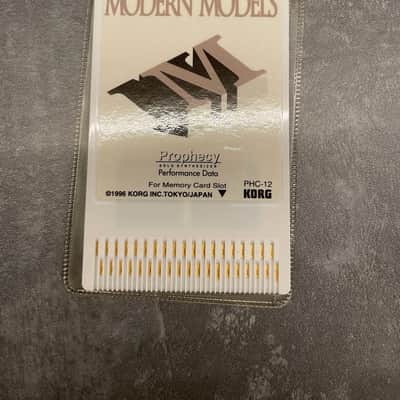 MODERN MODELS
MM
Prophecy
SOLO SYNTHESIZER
Performance Data
For Memory Card Slot PHC-12
©1996 KORG INC.TOKYO/JAPAN ▼ KORG